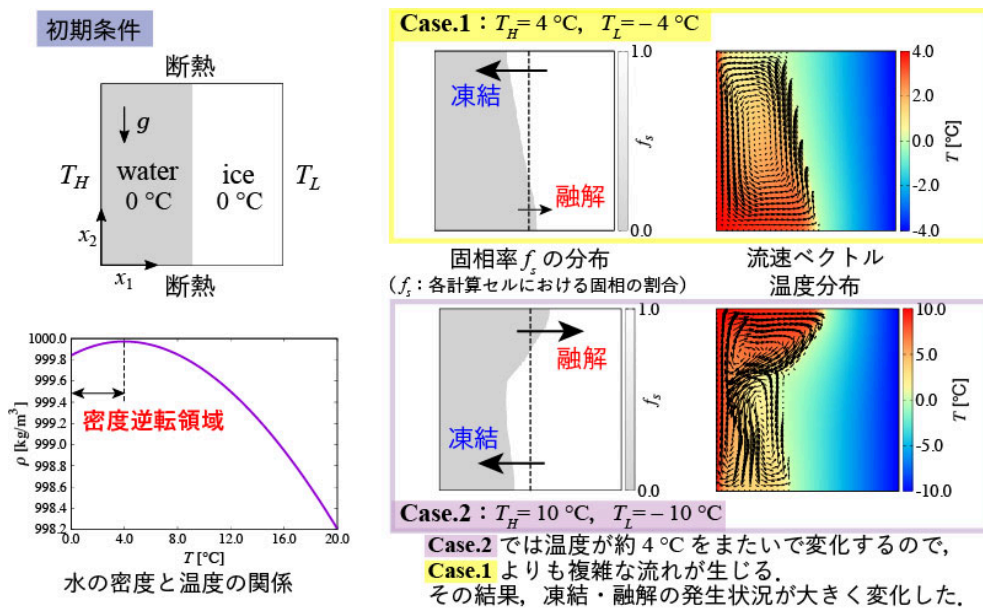 初期条件
断熱
g
T_H
water
0 °C
ice
0 °C
T_L
x_2
x_1
断熱
1000.0
999.8
999.6
999.4
999.2
999.0
998.8
998.6
998.4
998.2
ρ [kg/m³]
密度逆転領域
0.0 4.0 8.0 12.0 16.0 20.0
T [°C]
水の密度と温度の関係
Case.1：T_H= 4 °C, T_L= − 4 °C
凍結
融解
1.0
f_s
0.0
4.0
2.0
0.0
-2.0
-4.0
T [°C]
固相率 f_s の分布
（f_s：各計算セルにおける固相の割合）
流速ベクトル
温度分布
融解
凍結
1.0
f_s
0.0
10.0
5.0
0.0
-5.0
-10.0
T [°C]
Case.2：T_H= 10 °C, T_L= − 10 °C
Case.2 では温度が約 4 °C をまたいで変化するので，
Case.1 よりも複雑な流れが生じる．
その結果，凍結・融解の発生状況が大きく変化した．